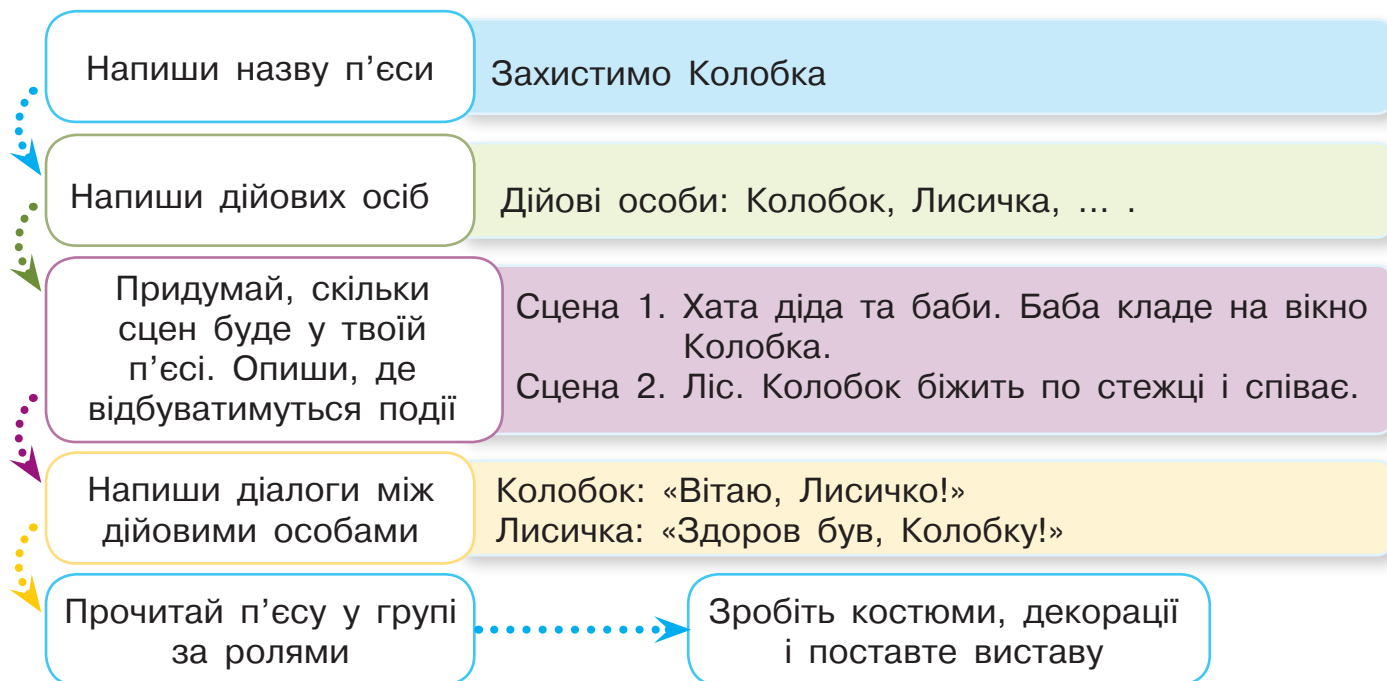 Напиши назву п’єси
Захистимо Колобка
Напиши дійових осіб
Дійові особи: Колобок, Лисичка, ... .
Придумай, скільки
сцен буде у твоїй
п’єсі. Опиши, де
відбуватимуться події
Сцена 1. Хата діда та баби. Баба кладе на вікно
Колобка.
Сцена 2. Ліс. Колобок біжить по стежці і співає.
Напиши діалоги між
дійовими особами
Колобок: «Вітаю, Лисичко!»
Лисичка: «Здоров був, Колобку!»
Прочитай п’єсу у групі
за ролями
Зробіть костюми, декорації
і поставте виставу